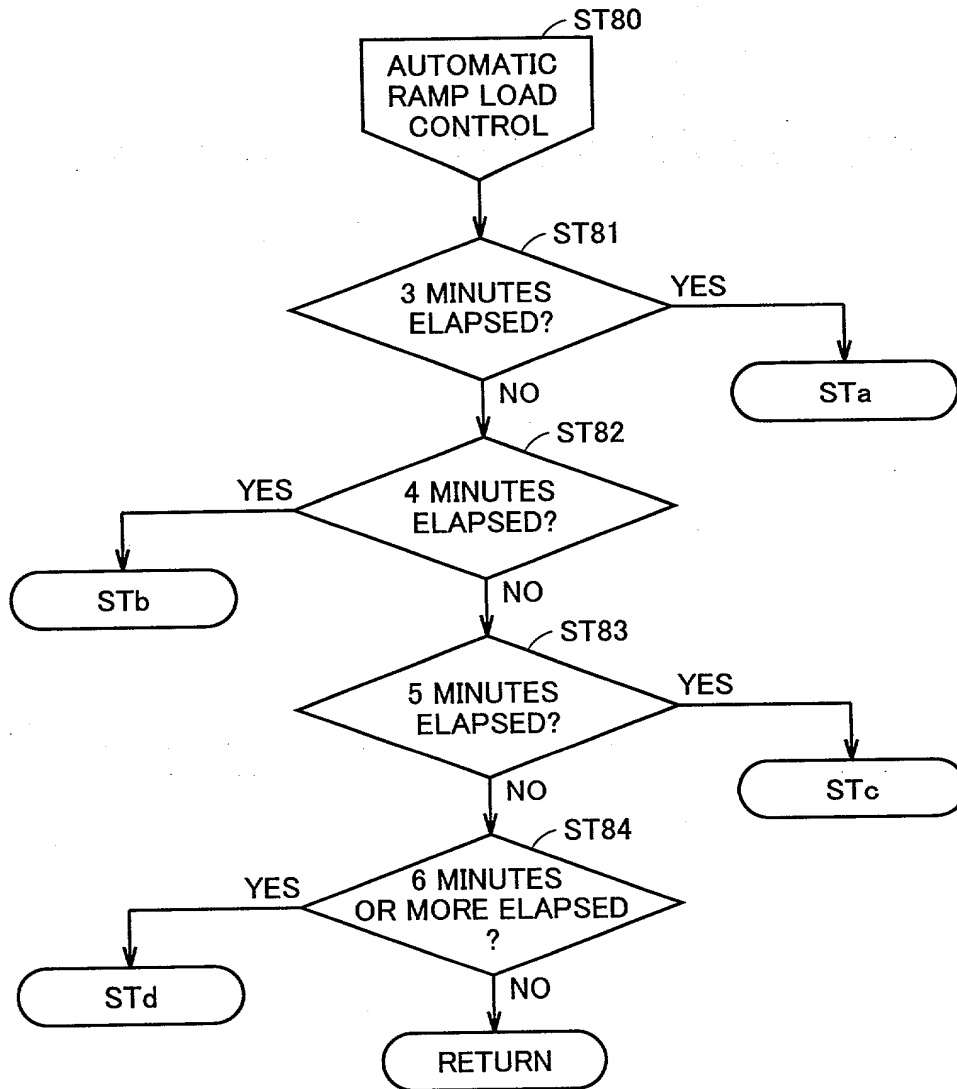 ST80
AUTOMATIC
RAMP LOAD
CONTROL
ST81
3 MINUTES
ELAPSED?
YES
STa
NO
ST82
4 MINUTES
ELAPSED?
YES
STb
NO
ST83
5 MINUTES
ELAPSED?
YES
STc
NO
ST84
6 MINUTES
OR MORE ELAPSED
?
YES
STd
NO
RETURN